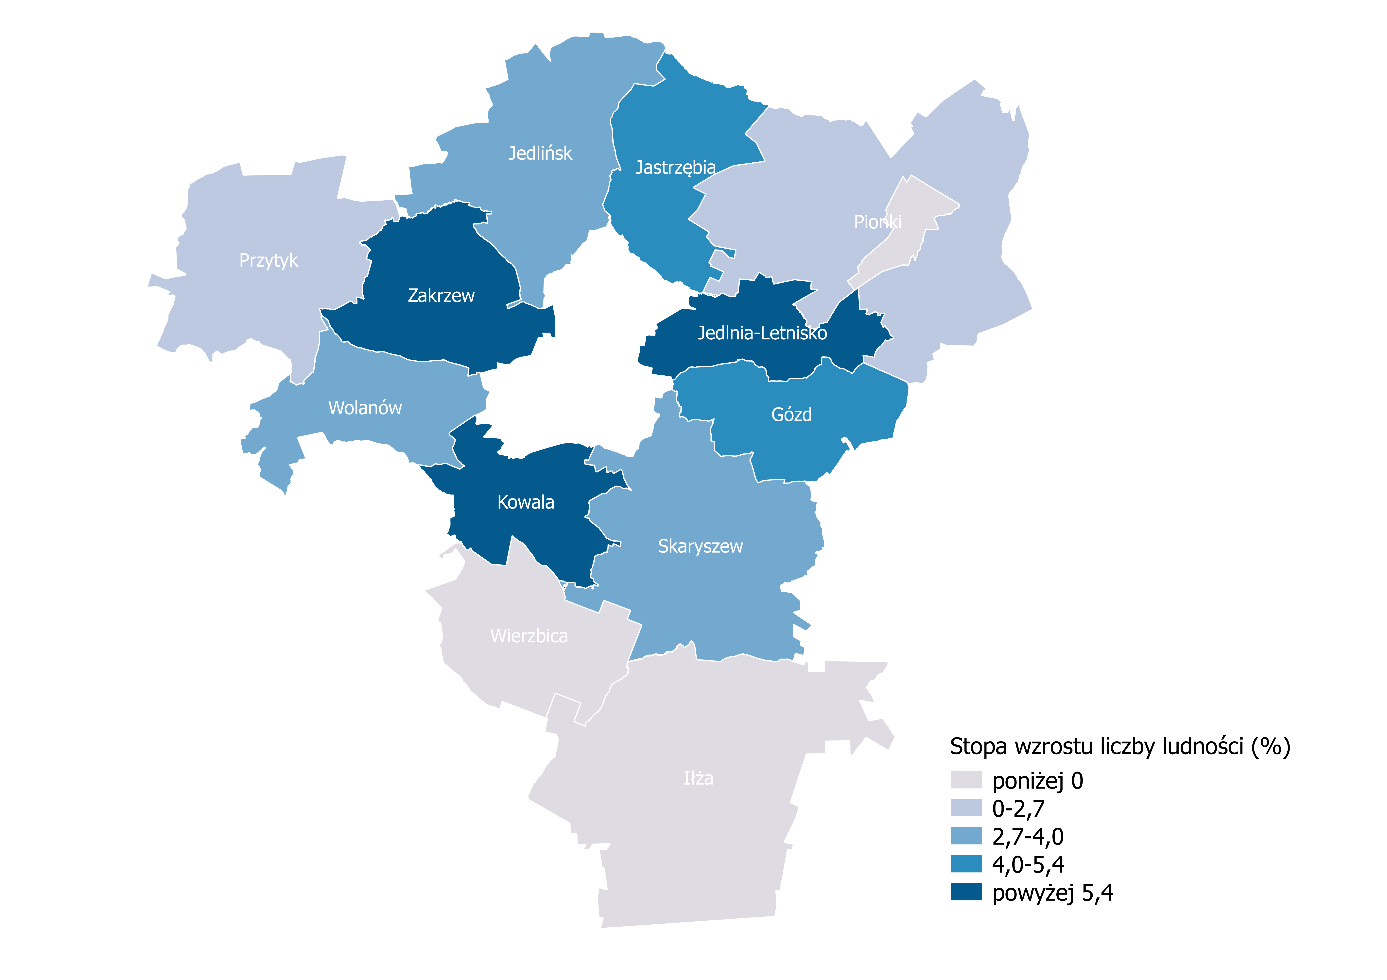 Jedlińsk
Jastrzębia
Pionki
Przytyk
Zakrzew
Jedlnia-Letnisko
Wolanów
Gózd
Kowala
Skaryszew
Wierzbica
Iłża
Stopa wzrostu liczby ludności (%)
poniżej 0
0-2,7
2,7-4,0
4,0-5,4
powyżej 5,4